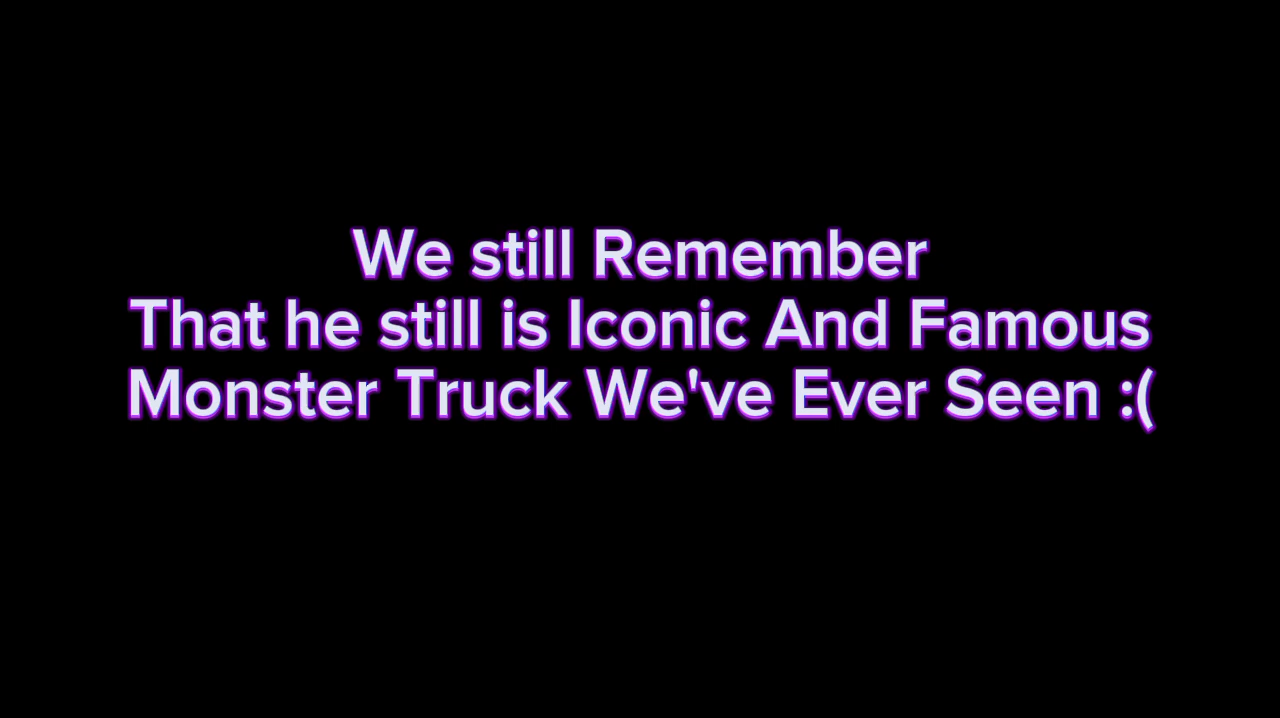 We still Remember
That he still is Iconic And Famous
Monster Truck We've Ever Seen :(